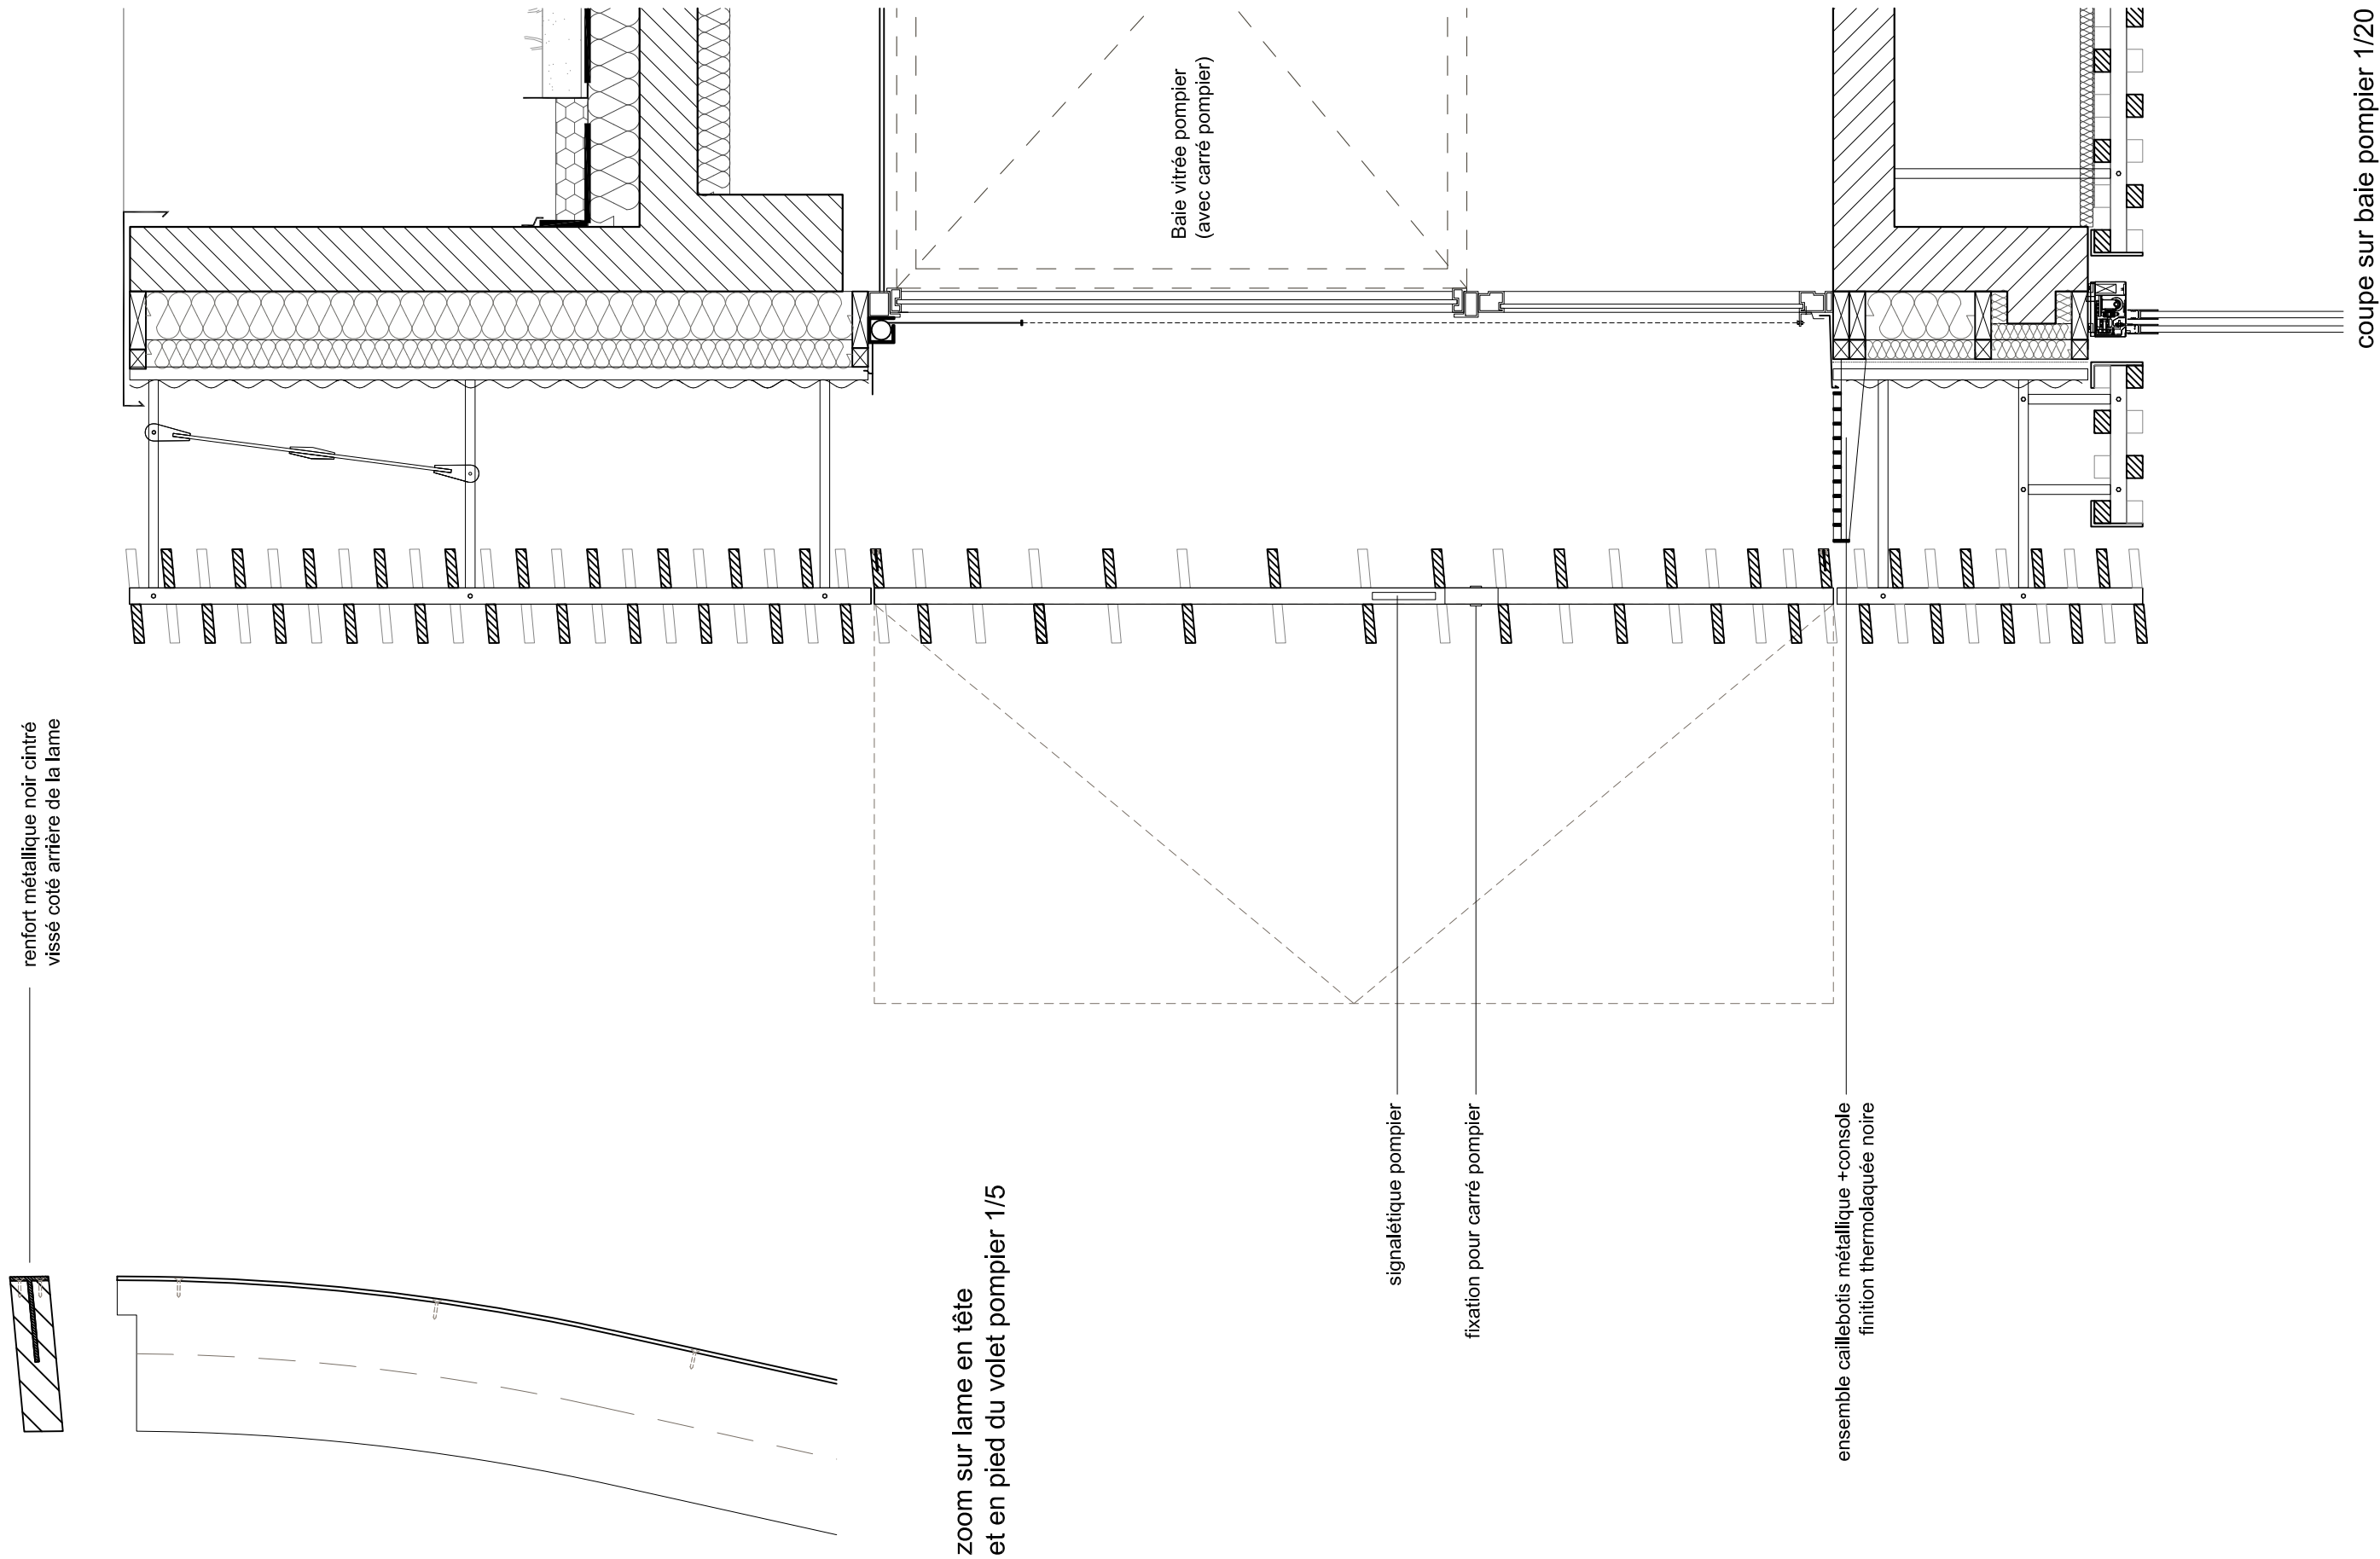 renfort métallique noir cintré
vissé coté arrière de la lame
zoom sur lame en tête
et en pied du volet pompier 1/5
Baie vitrée pompier
(avec carré pompier)
signalétique pompier
fixation pour carré pompier
ensemble caillebotis métallique +console
finition thermolaquée noire
coupe sur baie pompier 1/20